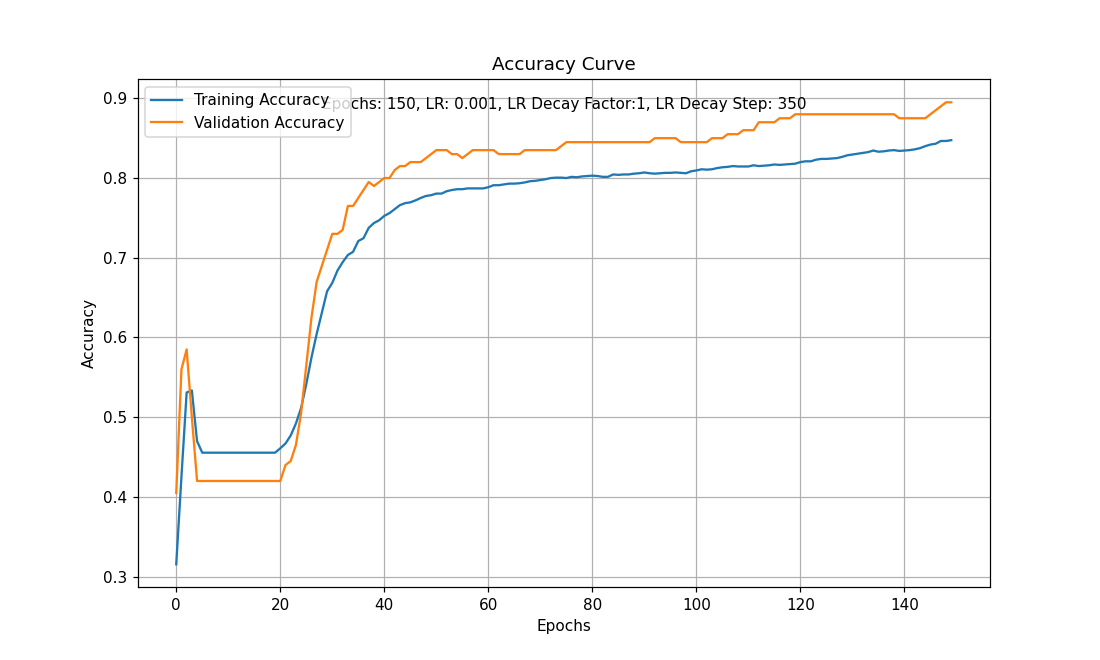 Accuracy Curve
Training Accuracy
Validation Accuracy
Epochs: 150, LR: 0.001, LR Decay Factor:1, LR Decay Step: 350
Accuracy
0.9
0.8
0.7
0.6
0.5
0.4
0.3
0 20 40 60 80 100 120 140
Epochs